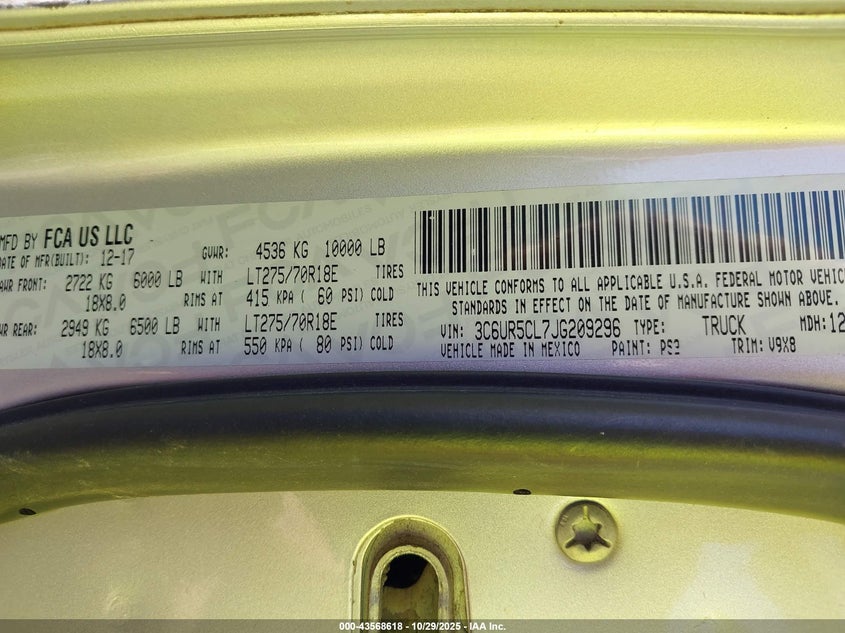 MFD BY FCA US LLC
DATE OF MFR(BUILT): 12-17 GVWR: 4536 KG 10000 LB
GAWR FRONT: 2722 KG 6000 LB WITH LT275/70R18E TIRES
18X8.0 RIMS AT 415 KPA ( 60 PSI) COLD
GAWR REAR: 2949 KG 6500 LB WITH LT275/70R18E TIRES
18X8.0 RIMS AT 550 KPA ( 80 PSI) COLD
THIS VEHICLE CONFORMS TO ALL APPLICABLE U.S.A. FEDERAL MOTOR VEHIC
STANDARDS IN EFFECT ON THE DATE OF MANUFACTURE SHOWN ABOVE.
VIN: 3C6UR5CL7JG209296 TYPE: TRUCK MDH: 12
VEHICLE MADE IN MEXICO PAINT: PS2 TRIM: V9X8
000-43568618 - 10/29/2025 - IAA Inc.